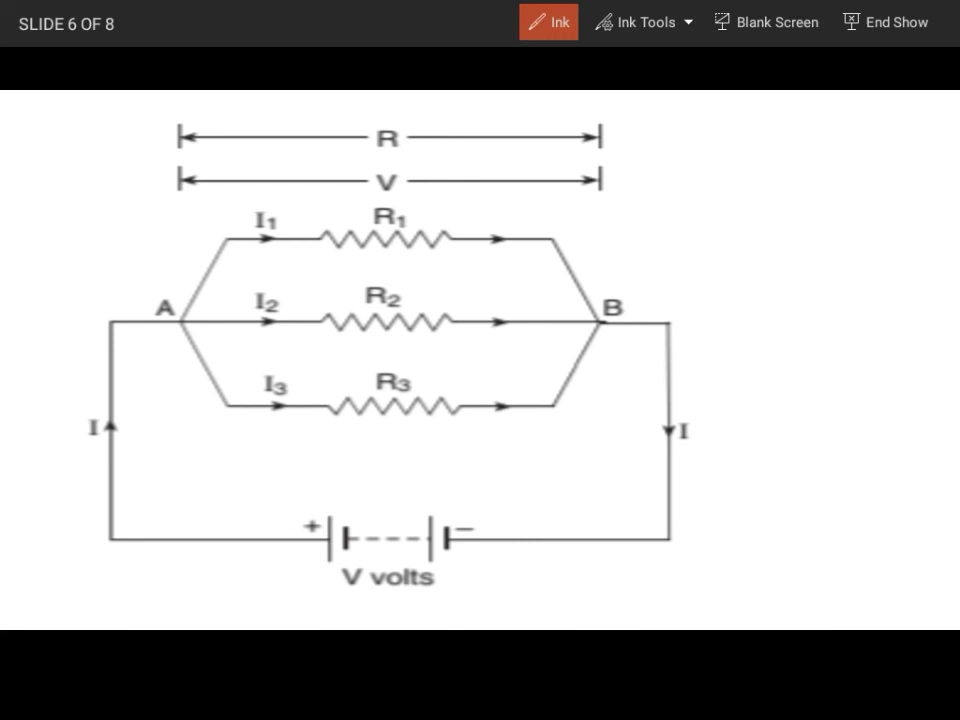 SLIDE 6 OF 8 Ink Ink Tools Blank Screen End Show
R
V
I₁ R₁
I₂ R₂
A B
I₃ R₃
I I
+ −
V volts